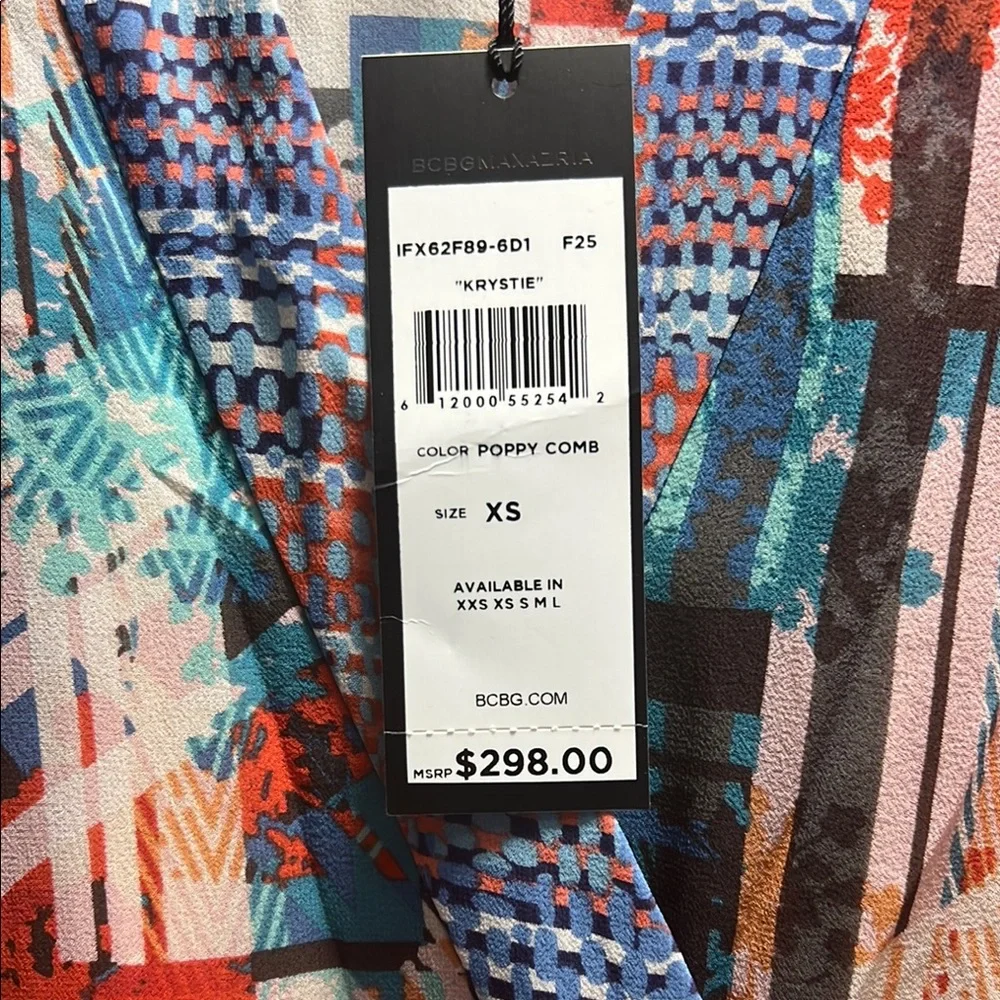 BCBGMAXAZRIA
IFX62F89-6D1 F25
"KRYSTIE"
6 12000 55254 2
COLOR POPPY COMB
SIZE XS
AVAILABLE IN
XXS XS S M L
BCBG.COM
MSRP $298.00